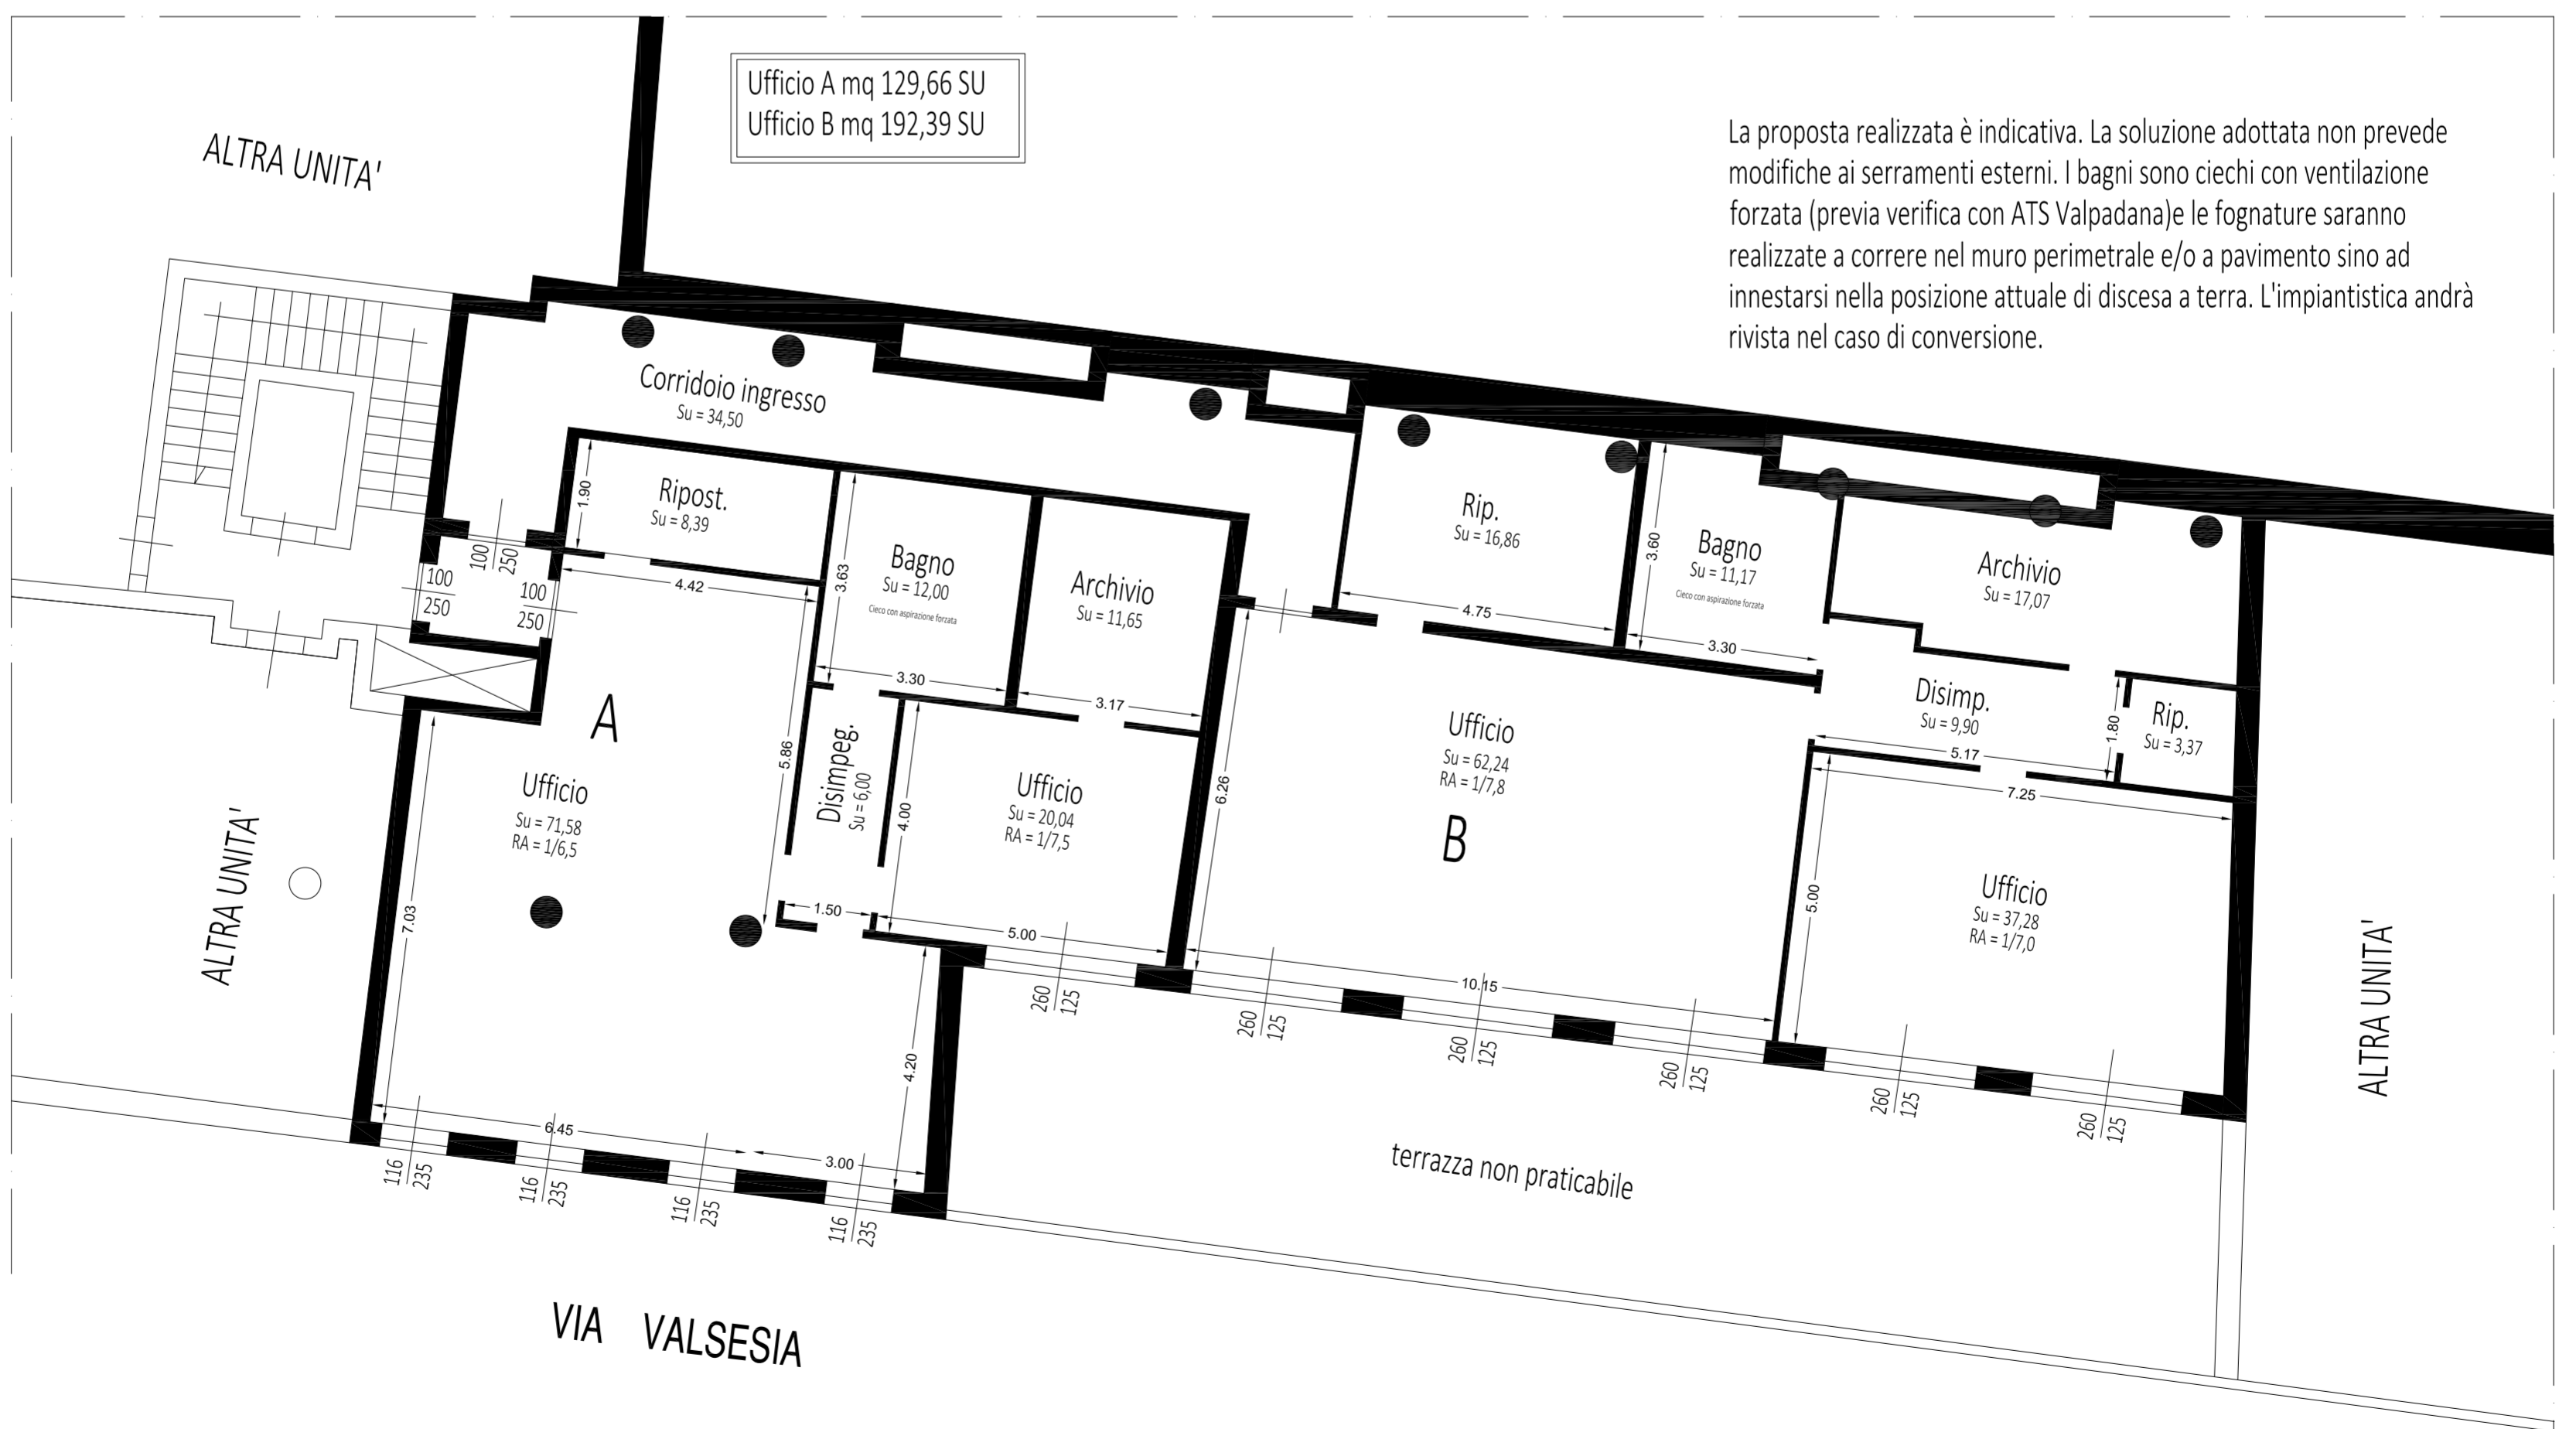 Ufficio A mq 129,66 SU
Ufficio B mq 192,39 SU
La proposta realizzata è indicativa. La soluzione adottata non prevede
modifiche ai serramenti esterni. I bagni sono ciechi con ventilazione
forzata (previa verifica con ATS Valpadana)e le fognature saranno
realizzate a correre nel muro perimetrale e/o a pavimento sino ad
innestarsi nella posizione attuale di discesa a terra. L'impiantistica andrà
rivista nel caso di conversione.
ALTRA UNITA'
Corridoio ingresso
Su = 34,50
1.90
Ripost.
Su = 8,39
4.42
100
250
100
250
100
250
3.63
Bagno
Su = 12,00
Cieco con aspirazione forzata
3.30
Archivio
Su = 11,65
3.17
Rip.
Su = 16,86
4.75
3.60
Bagno
Su = 11,17
Cieco con aspirazione forzata
3.30
Archivio
Su = 17,07
Disimp.
Su = 9,90
5.17
1.80
Rip.
Su = 3,37
A
Ufficio
Su = 71,58
RA = 1/6,5
7.03
5.86
Disimpeg.
Su = 6,00
1.50
4.00
Ufficio
Su = 20,04
RA = 1/7,5
5.00
6.26
Ufficio
Su = 62,24
RA = 1/7,8
B
10.15
7.25
5.00
Ufficio
Su = 37,28
RA = 1/7,0
ALTRA UNITA'
ALTRA UNITA'
4.20
6.45
3.00
260
125
260
125
260
125
260
125
260
125
260
125
116
235
116
235
116
235
116
235
terrazza non praticabile
VIA VALSESIA